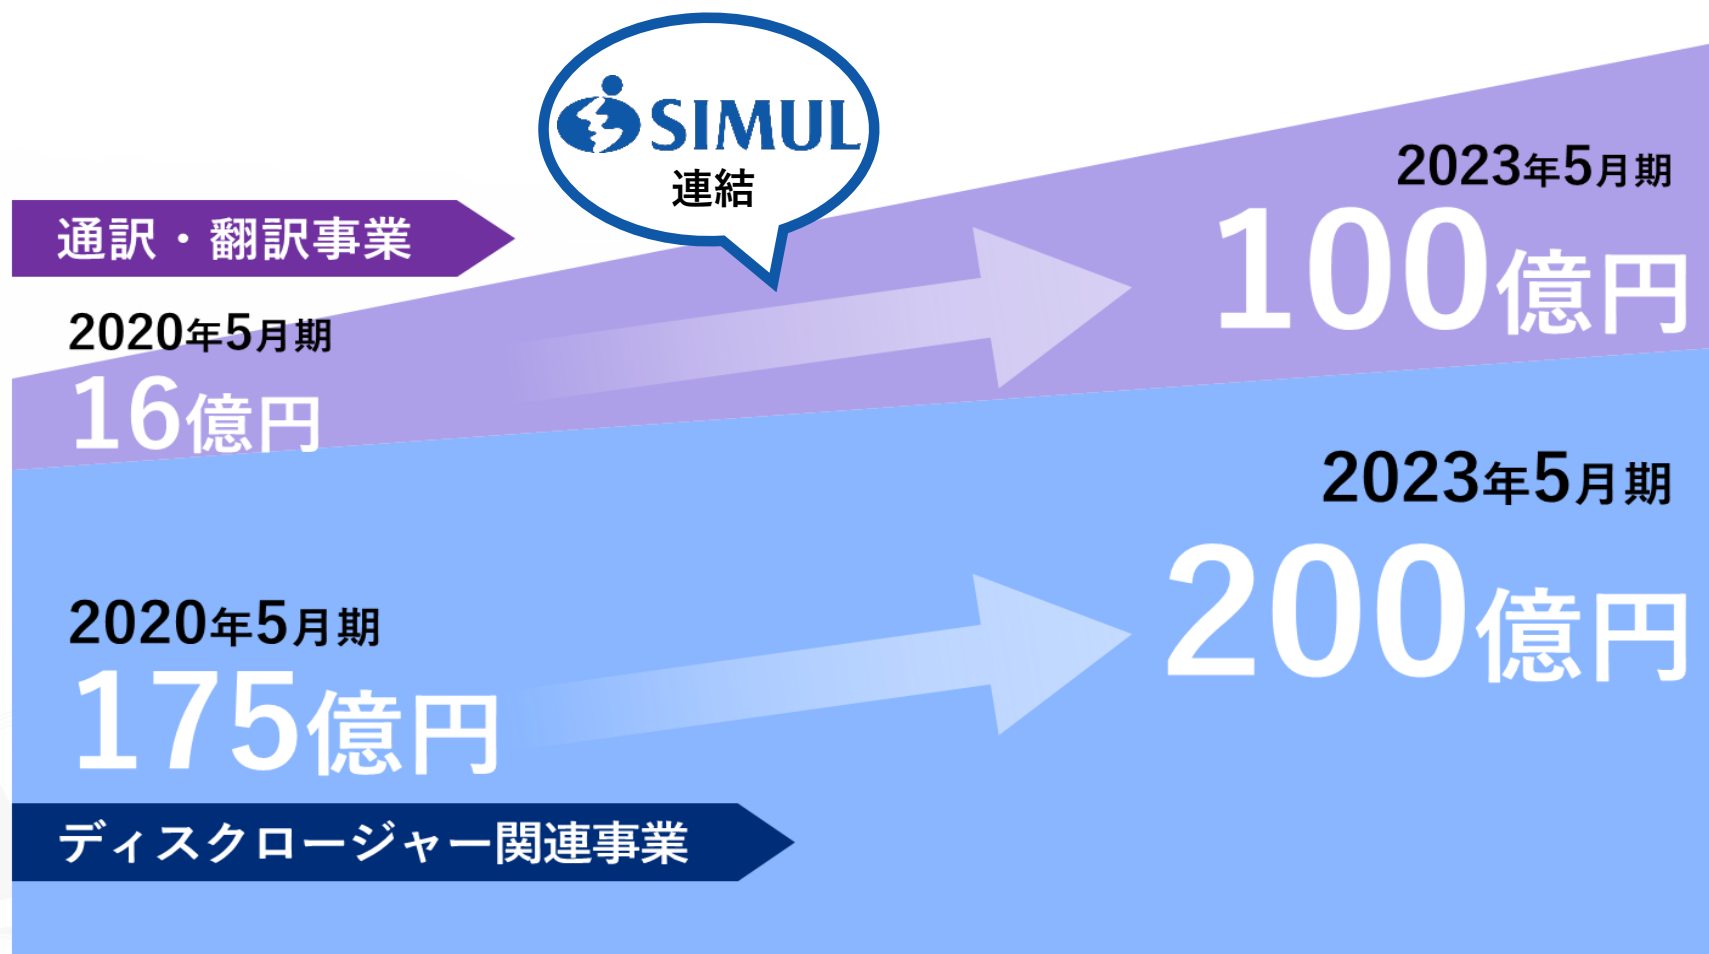 SIMUL
連結
通訳・翻訳事業
2020年5月期
16億円
2023年5月期
100億円
2020年5月期
175億円
2023年5月期
200億円
ディスクロージャー関連事業